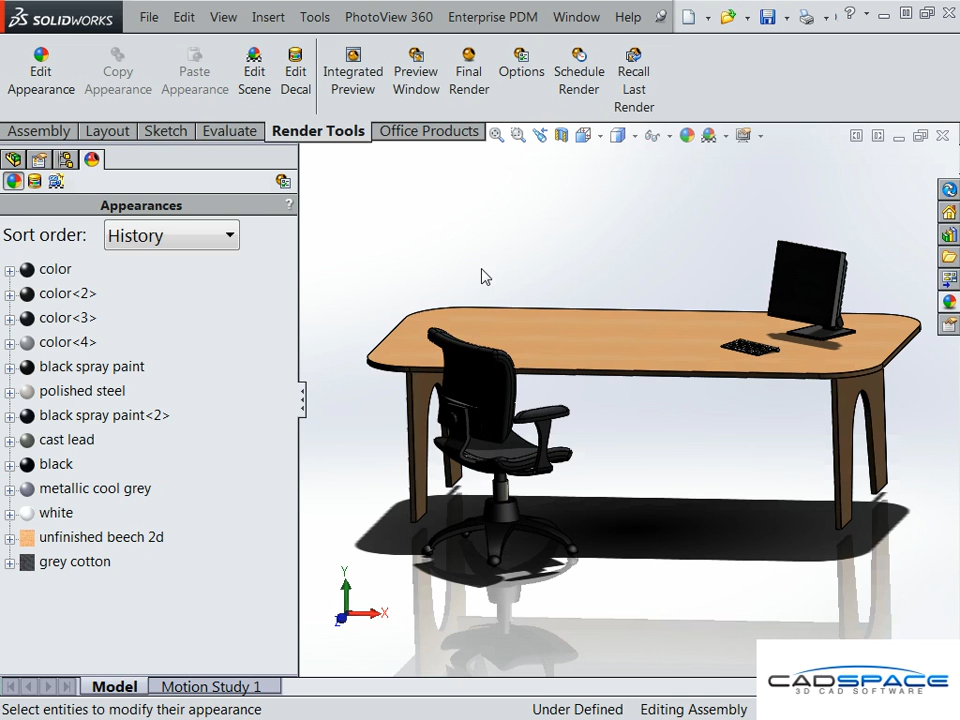 SOLIDWORKS File Edit View Insert Tools PhotoView 360 Enterprise PDM Window Help ?
Edit Appearance
Copy Appearance
Paste Appearance
Edit Scene
Edit Decal
Integrated Preview
Preview Window
Final Render
Options
Schedule Render
Recall Last Render
Assembly Layout Sketch Evaluate Render Tools Office Products
Appearances ?
Sort order: History
color
color<2>
color<3>
color<4>
black spray paint
polished steel
black spray paint<2>
cast lead
black
metallic cool grey
white
unfinished beech 2d
grey cotton
Y
X
Z
CADSPACE
3D CAD SOFTWARE
Model Motion Study 1
Select entities to modify their appearance Under Defined Editing Assembly